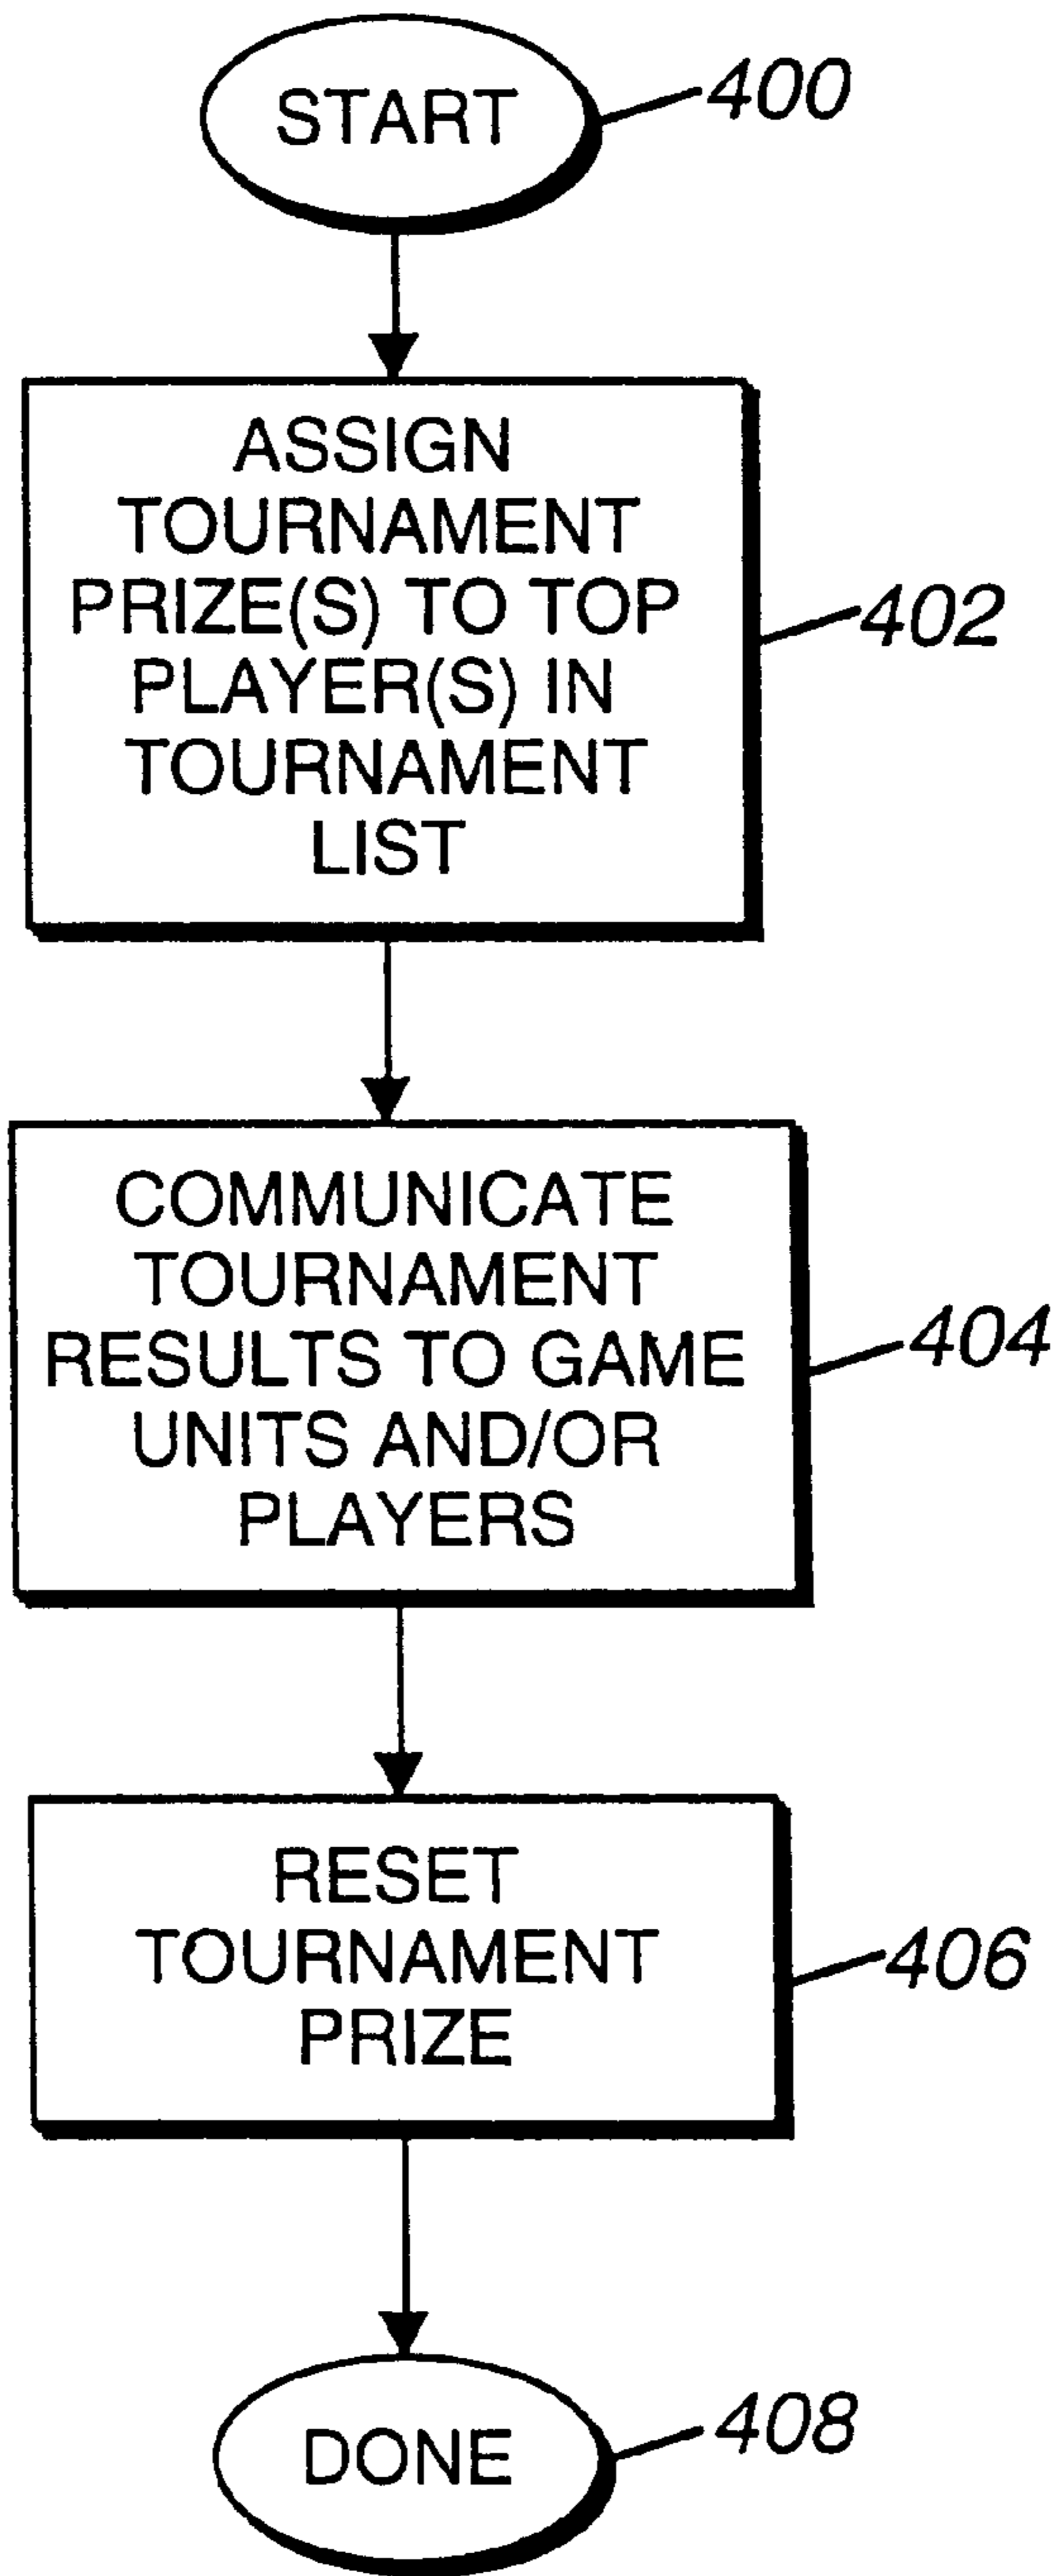 START
400
ASSIGN
TOURNAMENT
PRIZE(S) TO TOP
PLAYER(S) IN
TOURNAMENT
LIST
402
COMMUNICATE
TOURNAMENT
RESULTS TO GAME
UNITS AND/OR
PLAYERS
404
RESET
TOURNAMENT
PRIZE
406
DONE
408